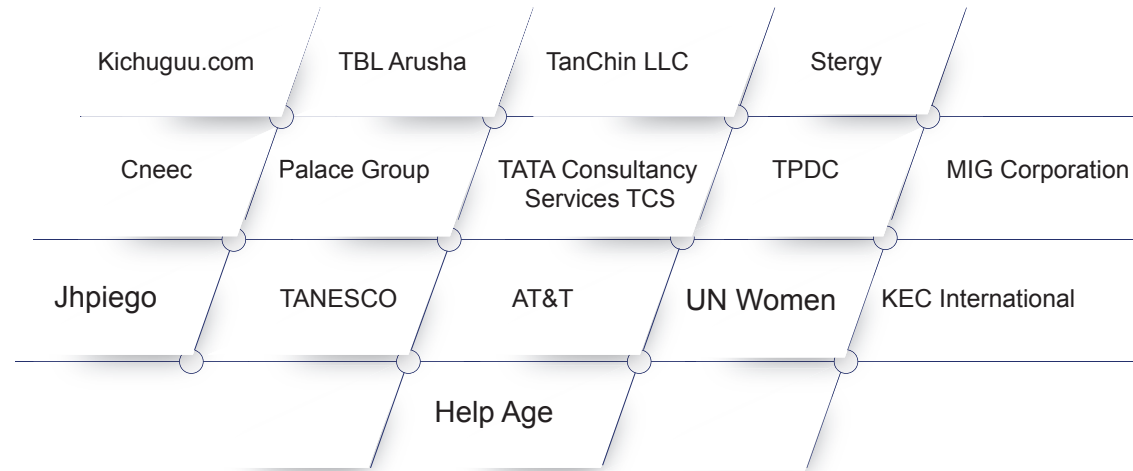 Kichuguu.com
TBL Arusha
TanChin LLC
Stergy
Cneec
Palace Group
TATA Consultancy
Services TCS
TPDC
MIG Corporation
Jhpiego
TANESCO
AT&T
UN Women
KEC International
Help Age